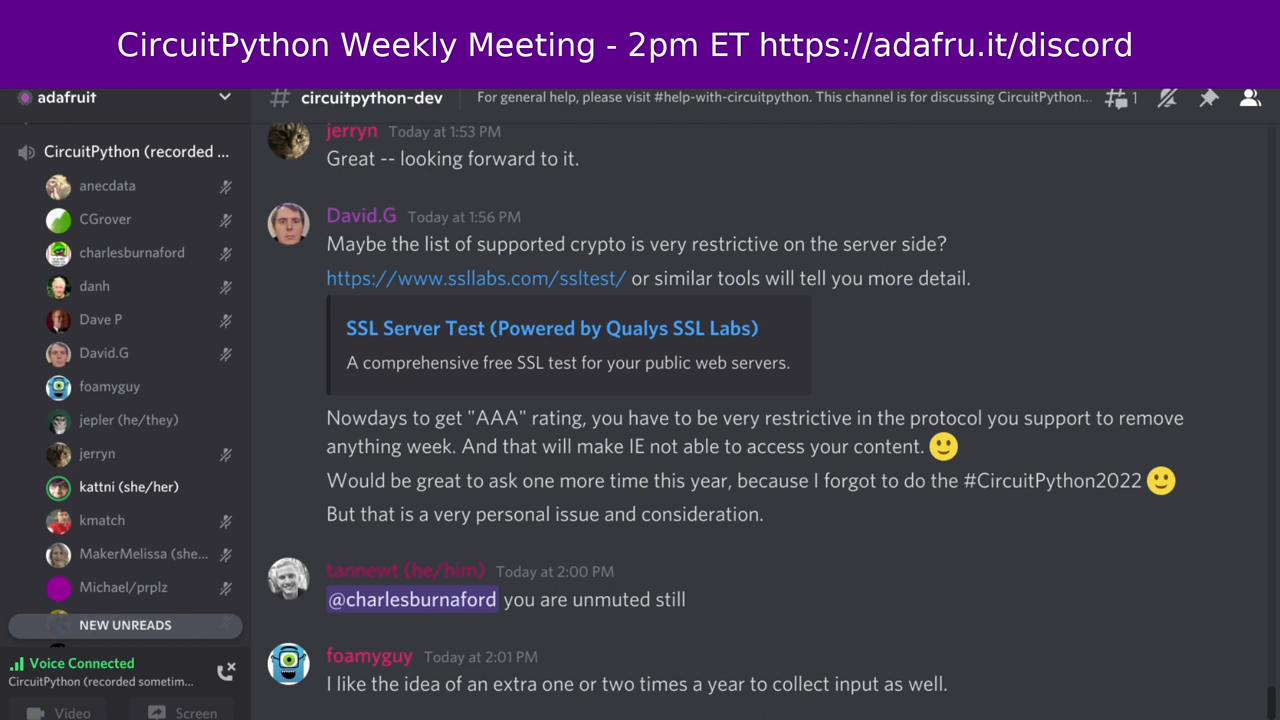 CircuitPython Weekly Meeting - 2pm ET https://adafru.it/discord
adafruit
# circuitpython-dev
For general help, please visit #help-with-circuitpython. This channel is for discussing CircuitPython...
1
CircuitPython (recorded ...
anecdata
CGrover
charlesburnaford
danh
Dave P
David.G
foamyguy
jepler (he/they)
jerryn
kattni (she/her)
kmatch
MakerMelissa (she...
Michael/prplz
NEW UNREADS
Voice Connected
CircuitPython (recorded sometim...
Video
Screen
jerryn Today at 1:53 PM
Great -- looking forward to it.
David.G Today at 1:56 PM
Maybe the list of supported crypto is very restrictive on the server side?
https://www.ssllabs.com/ssltest/ or similar tools will tell you more detail.
SSL Server Test (Powered by Qualys SSL Labs)
A comprehensive free SSL test for your public web servers.
Nowdays to get "AAA" rating, you have to be very restrictive in the protocol you support to remove
anything week. And that will make IE not able to access your content. 🙂
Would be great to ask one more time this year, because I forgot to do the #CircuitPython2022 🙂
But that is a very personal issue and consideration.
tannewt (he/him) Today at 2:00 PM
@charlesburnaford you are unmuted still
foamyguy Today at 2:01 PM
I like the idea of an extra one or two times a year to collect input as well.